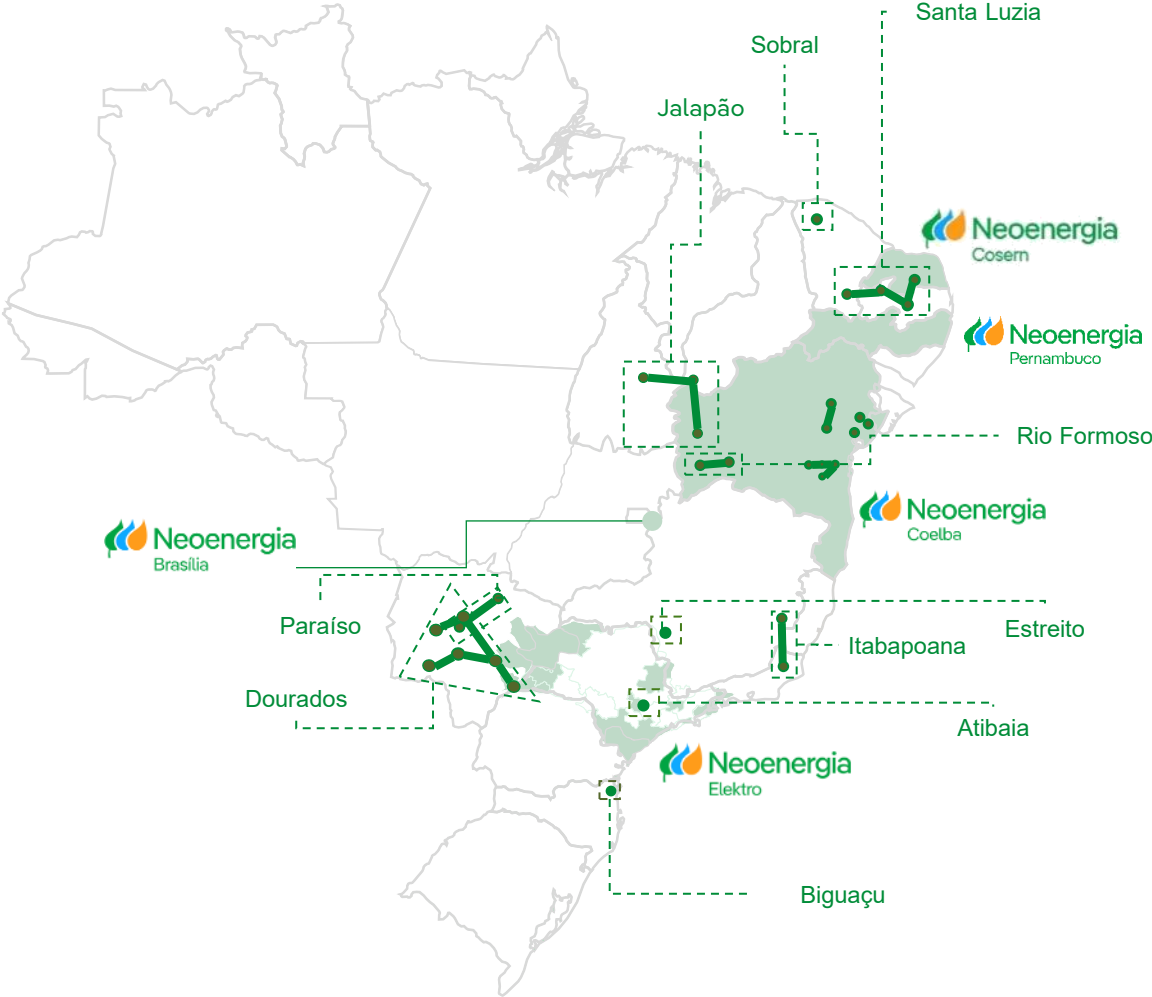 Santa Luzia
Sobral
Jalapão
Neoenergia
Cosern
Neoenergia
Pernambuco
Rio Formoso
Neoenergia
Coelba
Neoenergia
Brasília
Paraíso
Estreito
Itabapoana
Dourados
Atibaia
Neoenergia
Elektro
Biguaçu